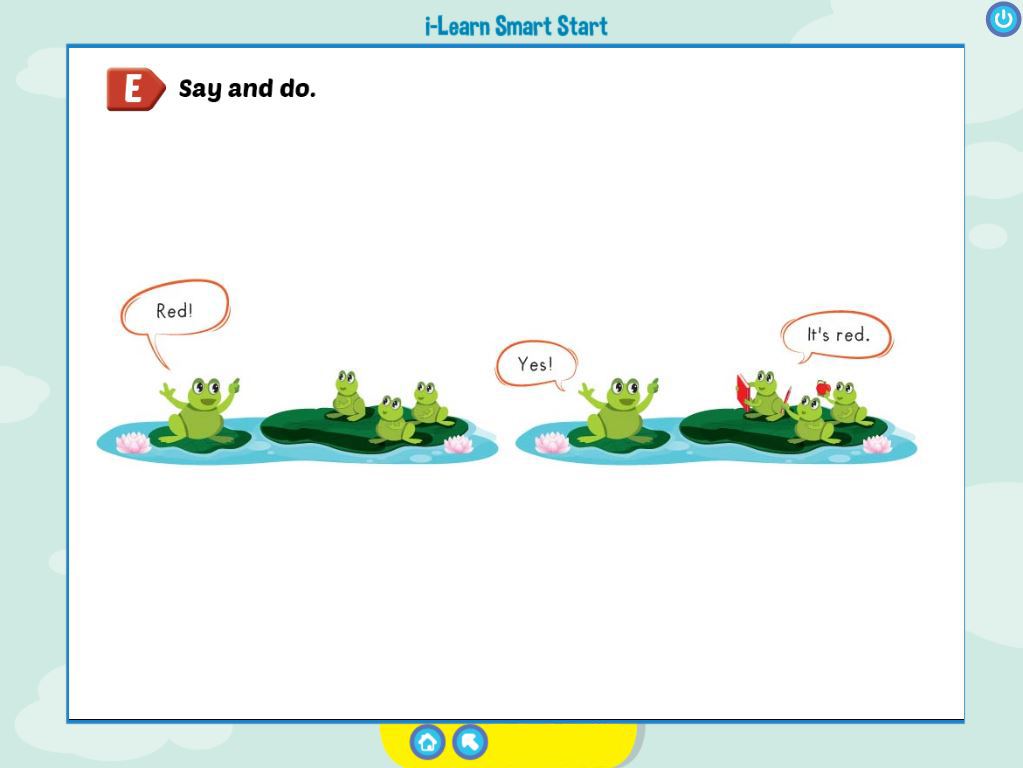 i-Learn Smart Start
E Say and do.
Red!
Yes!
It's red.